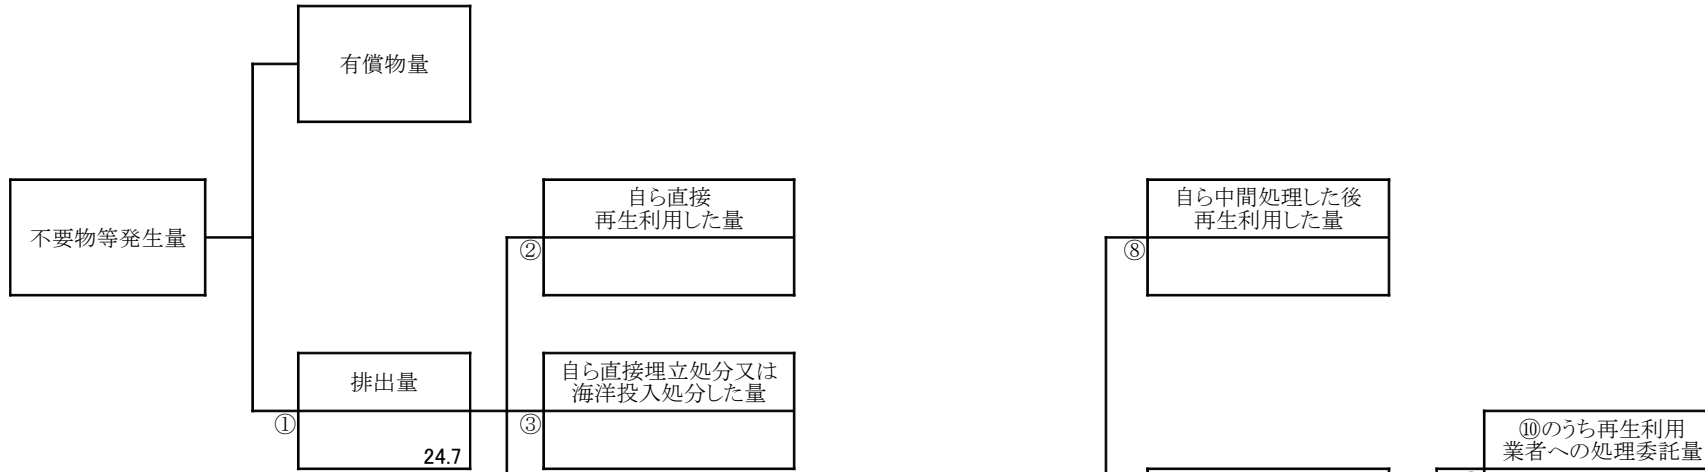 有償物量
不要物等発生量
自ら直接
再生利用した量
②
自ら中間処理した後
再生利用した量
⑧
排出量
①
24.7
自ら直接埋立処分又は
海洋投入処分した量
③
⑩のうち再生利用
業者への処理委託量